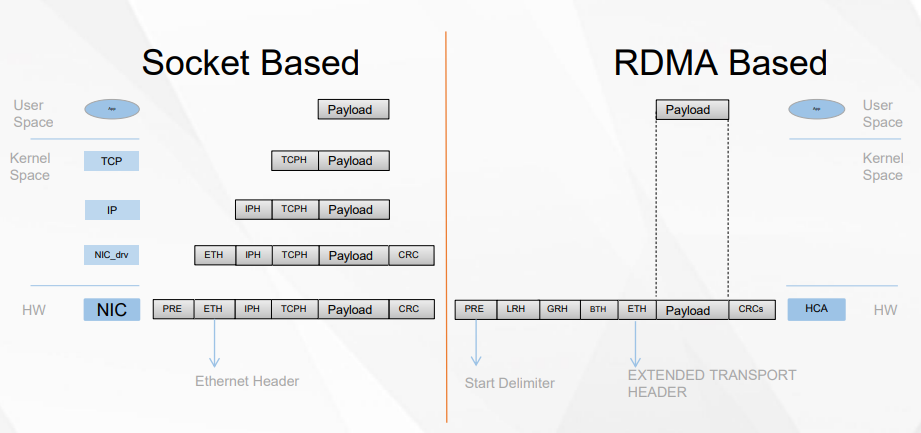 Socket Based
RDMA Based
User
Space
App
Payload
Payload
App
User
Space
Kernel
Space
TCP
TCPH
Payload
Kernel
Space
IP
IPH TCPH Payload
NIC_drv
ETH IPH TCPH Payload CRC
HW
NIC
PRE ETH IPH TCPH Payload CRC
PRE LRH GRH BTH ETH Payload CRCs
HCA
HW
Ethernet Header
Start Delimiter
EXTENDED TRANSPORT
HEADER